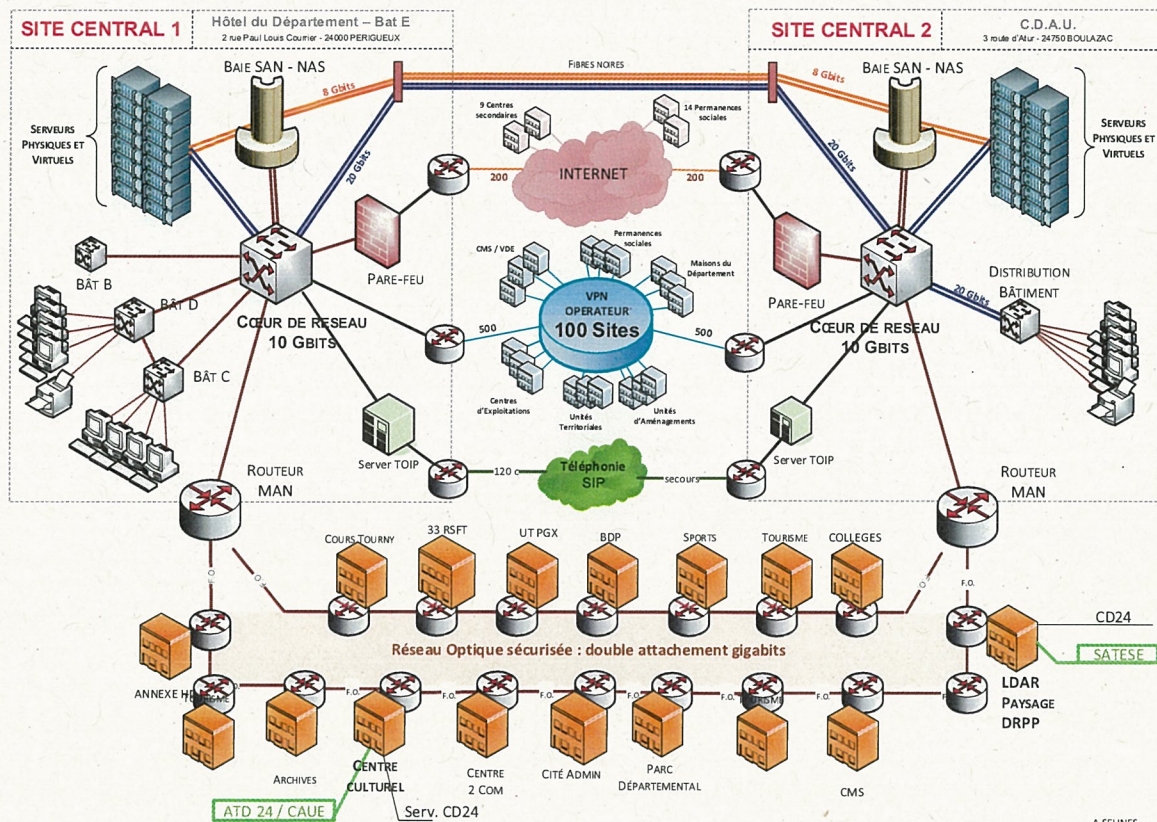 SITE CENTRAL 1
Hôtel du Département – Bat E
2 rue Paul Louis Courrier - 24000 PERIGUEUX
SITE CENTRAL 2
C.D.A.U.
3 route d'Atur - 24750 BOULAZAC
BAIE SAN - NAS
FIBRES NOIRES
BAIE SAN - NAS
8 Gbits
8 Gbits
9 Centres
secondaires
14 Permanences
sociales
SERVEURS
PHYSIQUES ET
VIRTUELS
SERVEURS
PHYSIQUES ET
VIRTUELS
20 Gbits
20 Gbits
INTERNET
200
200
PARE-FEU
PARE-FEU
CMS / VDE
Permanences
sociales
Maisons du
Département
BÂT B
BÂT D
BÂT C
VPN
OPERATEUR
100 Sites
500
500
20 Gbits
DISTRIBUTION
BÂTIMENT
CŒUR DE RESEAU
10 GBITS
CŒUR DE RESEAU
10 GBITS
Centres
d'Exploitations
Unités
Territoriales
Unités
d'Aménagements
Server TOIP
Server TOIP
120 c
Téléphonie
SIP
secours
ROUTEUR
MAN
ROUTEUR
MAN
COURS TOURNY
33 RSFT
UT PGX
BDP
SPORTS
TOURISME
COLLEGES
F.O.
F.O.
F.O.
F.O.
CD24
SATESE
Réseau Optique sécurisée : double attachement gigabits
ANNEXE HD
TOURISME
F.O.
F.O.
F.O.
F.O.
F.O.
F.O.
F.O.
TOURISME
LDAR
PAYSAGE
DRPP
ARCHIVES
CENTRE
CULTUREL
CENTRE
2 COM
CITÉ ADMIN
PARC
DÉPARTEMENTAL
CMS
ATD 24 / CAUE
Serv. CD24